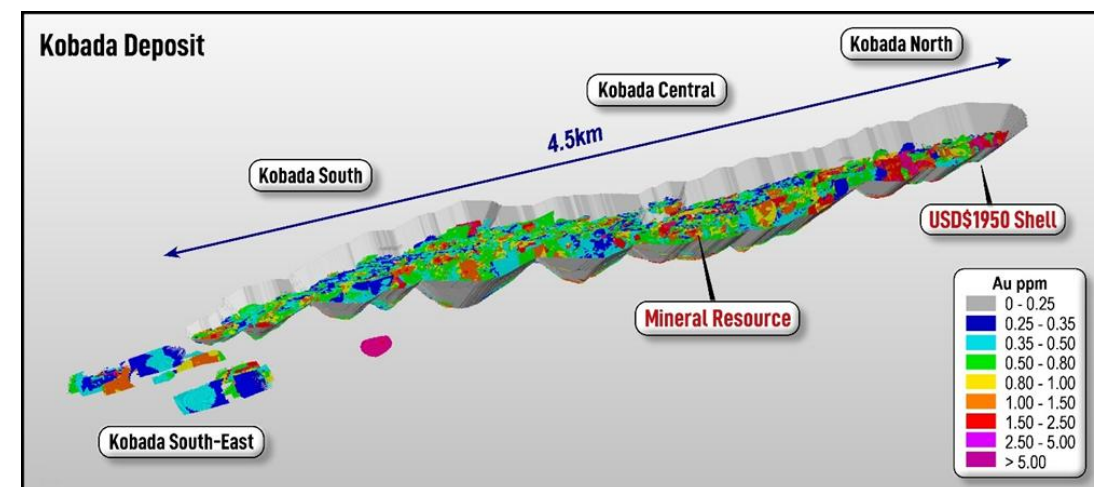 Kobada Deposit
Kobada North
Kobada Central
4.5km
Kobada South
USD$1950 Shell
Mineral Resource
Kobada South-East
Au ppm
0 - 0.25
0.25 - 0.35
0.35 - 0.50
0.50 - 0.80
0.80 - 1.00
1.00 - 1.50
1.50 - 2.50
2.50 - 5.00
> 5.00